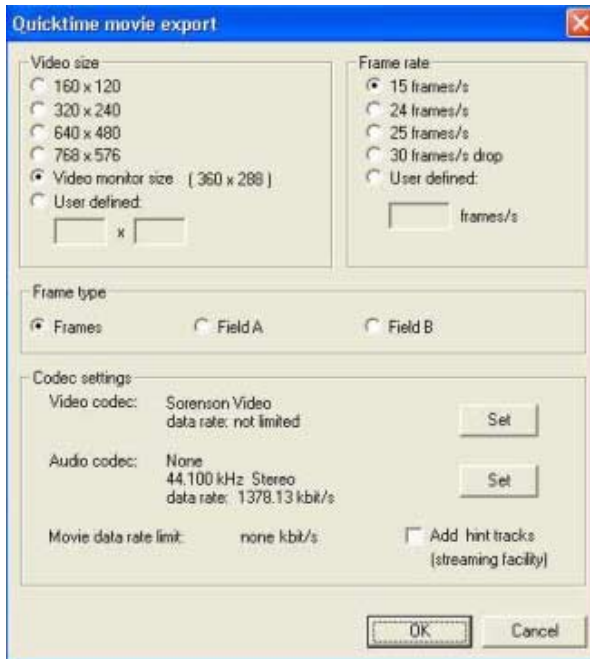 Quicktime movie export
Video size
160 x 120
320 x 240
640 x 480
768 x 576
Video monitor size ( 360 x 288 )
User defined:
x
Frame rate
15 frames/s
24 frames/s
25 frames/s
30 frames/s drop
User defined:
frames/s
Frame type
Frames
Field A
Field B
Codec settings
Video codec: Sorenson Video
data rate: not limited
Set
Audio codec: None
44.100 kHz Stereo
data rate: 1378.13 kbit/s
Set
Movie data rate limit: none kbit/s
Add hint tracks
(streaming facility)
OK
Cancel